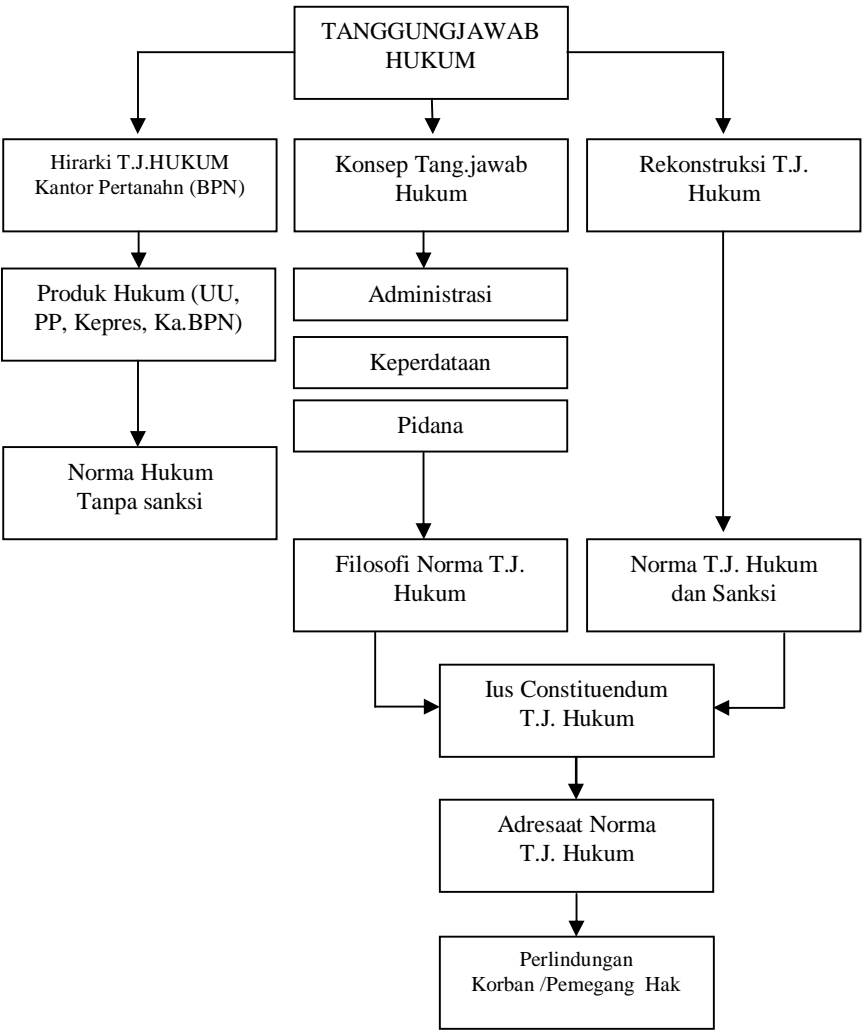 TANGGUNGJAWAB
HUKUM
Hirarki T.J.HUKUM
Kantor Pertanahn (BPN)
Konsep Tang.jawab
Hukum
Rekonstruksi T.J.
Hukum
Produk Hukum (UU,
PP, Kepres, Ka.BPN)
Administrasi
Keperdataan
Pidana
Norma Hukum
Tanpa sanksi
Filosofi Norma T.J.
Hukum
Norma T.J. Hukum
dan Sanksi
Ius Constituendum
T.J. Hukum
Adresaat Norma
T.J. Hukum
Perlindungan
Korban /Pemegang Hak